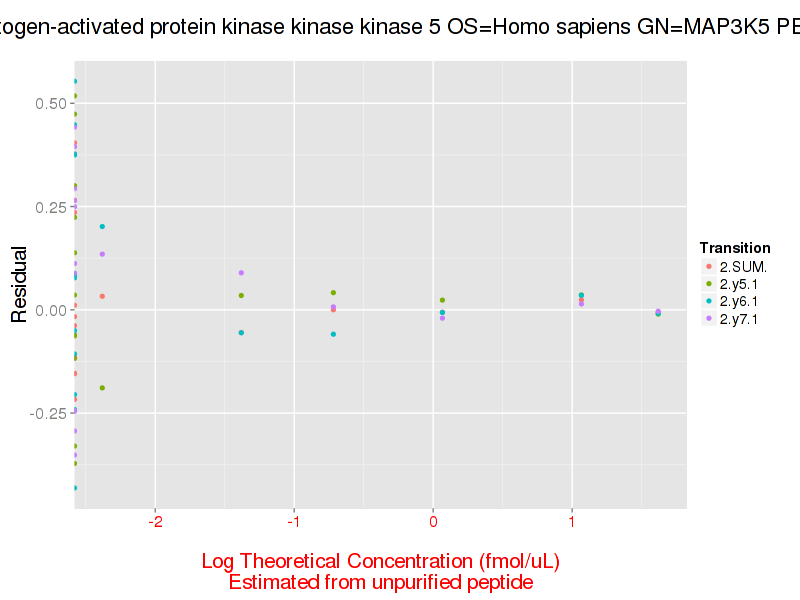 togen-activated protein kinase kinase kinase 5 OS=Homo sapiens GN=MAP3K5 PE
Residual
0.50
0.25
0.00
-0.25
-2 -1 0 1
Log Theoretical Concentration (fmol/uL)
Estimated from unpurified peptide
Transition
2.SUM.
2.y5.1
2.y6.1
2.y7.1